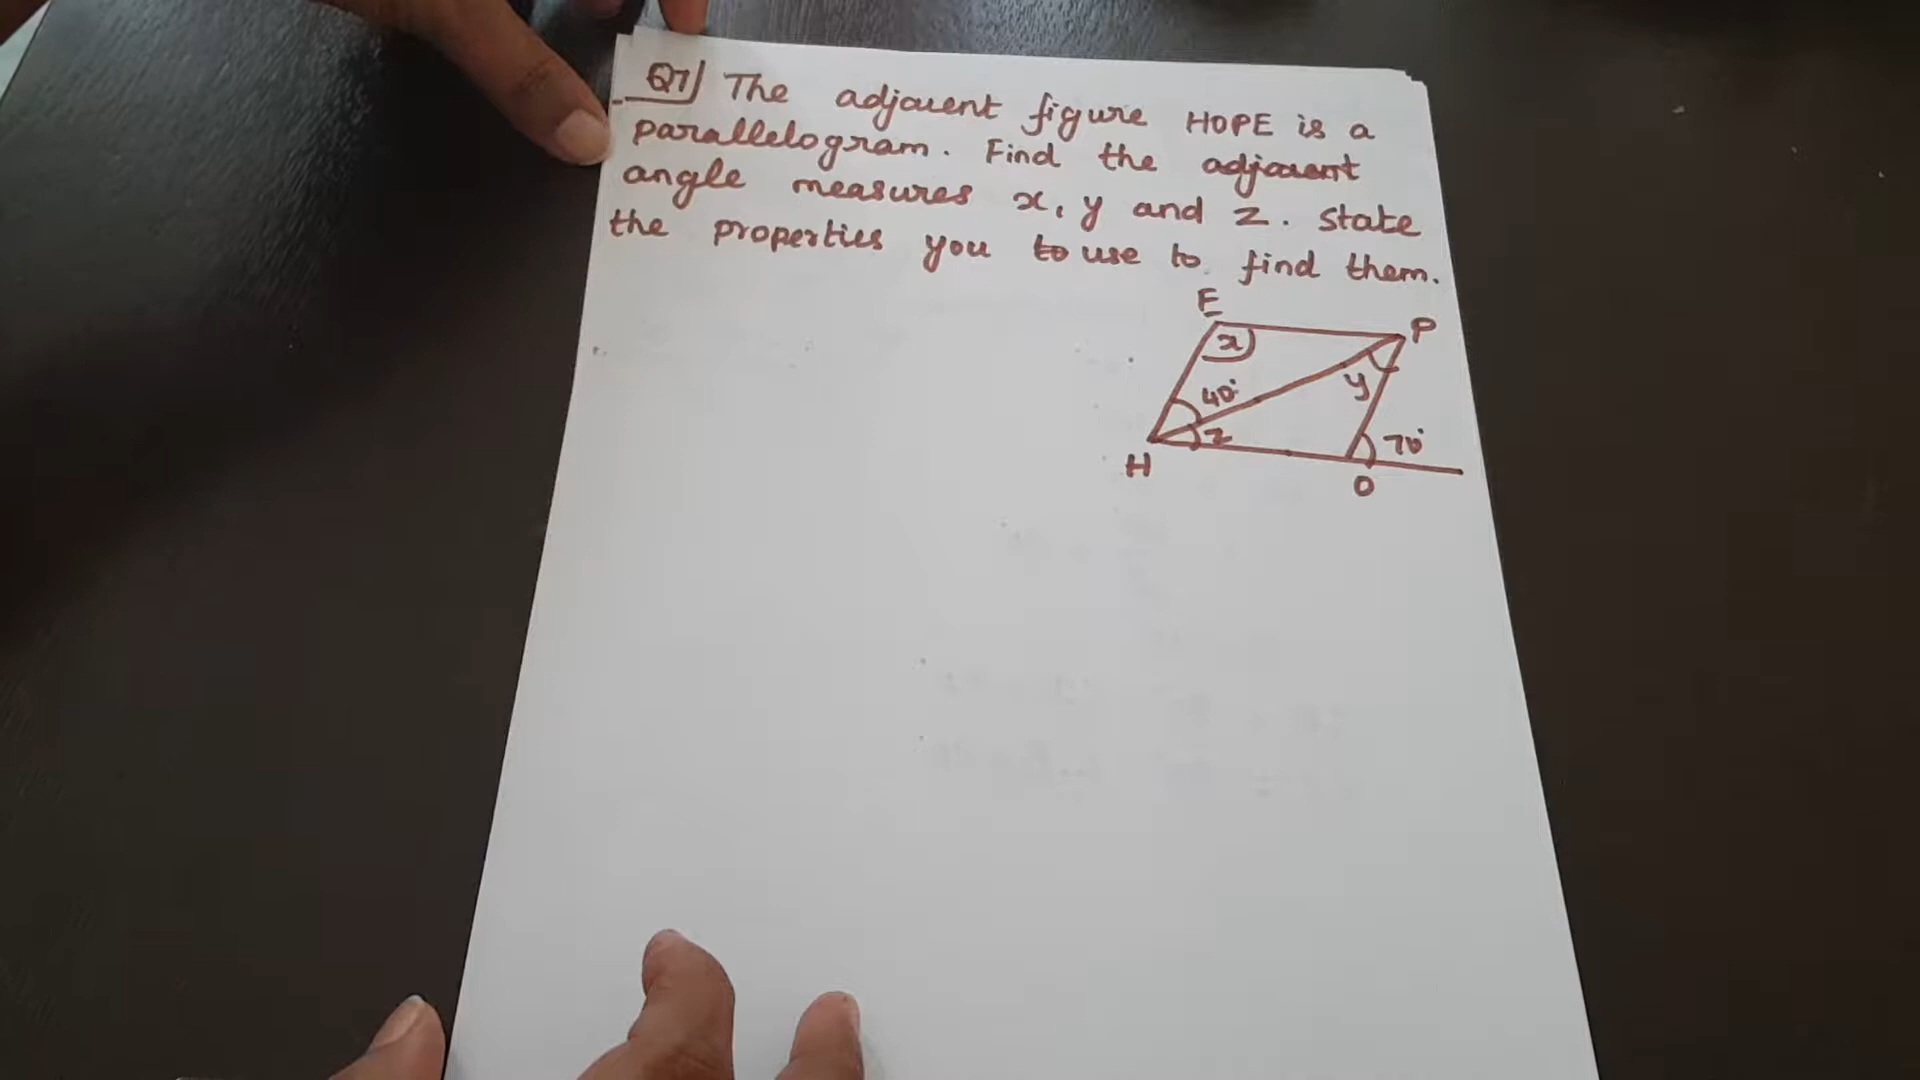 Q7) The adjacent figure HOPE is a
parallelogram. Find the adjacent
angle measures x, y and z. State
the properties you to use to find them.
E
P
x
40°
y
z
70°
H
O